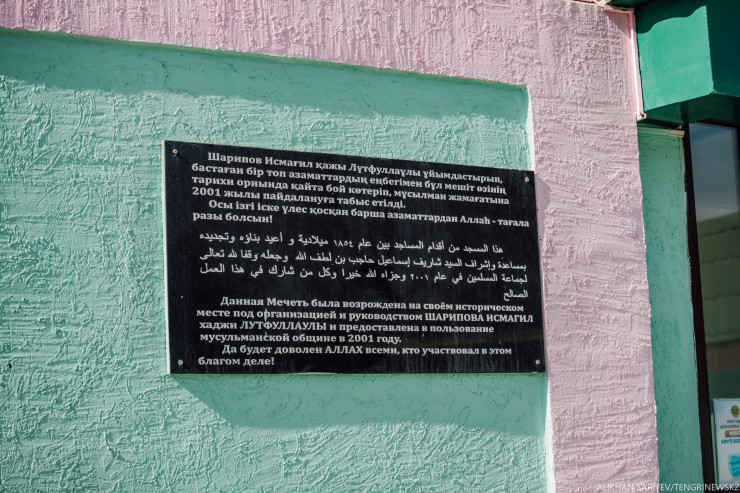 Шарипов Исмағил қажы Лұтфуллаұлы ұйымдастырып,
бастаған бір топ азаматтардың еңбегімен бұл мешіт өзінің
тарихи орнында қайта бой көтеріп, мұсылман жамағатына
2001 жылы пайдалануға табыс етілді.
Осы ізгі іске үлес қосқан барша азаматтардан Аллаһ - тағала
разы болсын!
هذا المسجد من أقدام المساجد بين عام ١٨٥٤ ميلادية و أعيد بناؤه وتجديده
بمساعدة وإشراف السيد شاريف إسماعيل حاجب بن لطف الله وجعله وقفا لله تعالى
لجماعة المسلمين في عام ٢٠٠١ وجزاه الله خيرا وكل من شارك في هذا العمل
الصالح
Данная Мечеть была возрождена на своём историческом
месте под организацией и руководством ШАРИПОВА ИСМАГИЛ
хаджи ЛУТФУЛЛАУЛЫ и предоставлена в пользование
мусульманской общине в 2001 году.
Да будет доволен АЛЛАХ всеми, кто участвовал в этом
благом деле!
ALIKHAN SARIYEV/TENGRINEWS.KZ